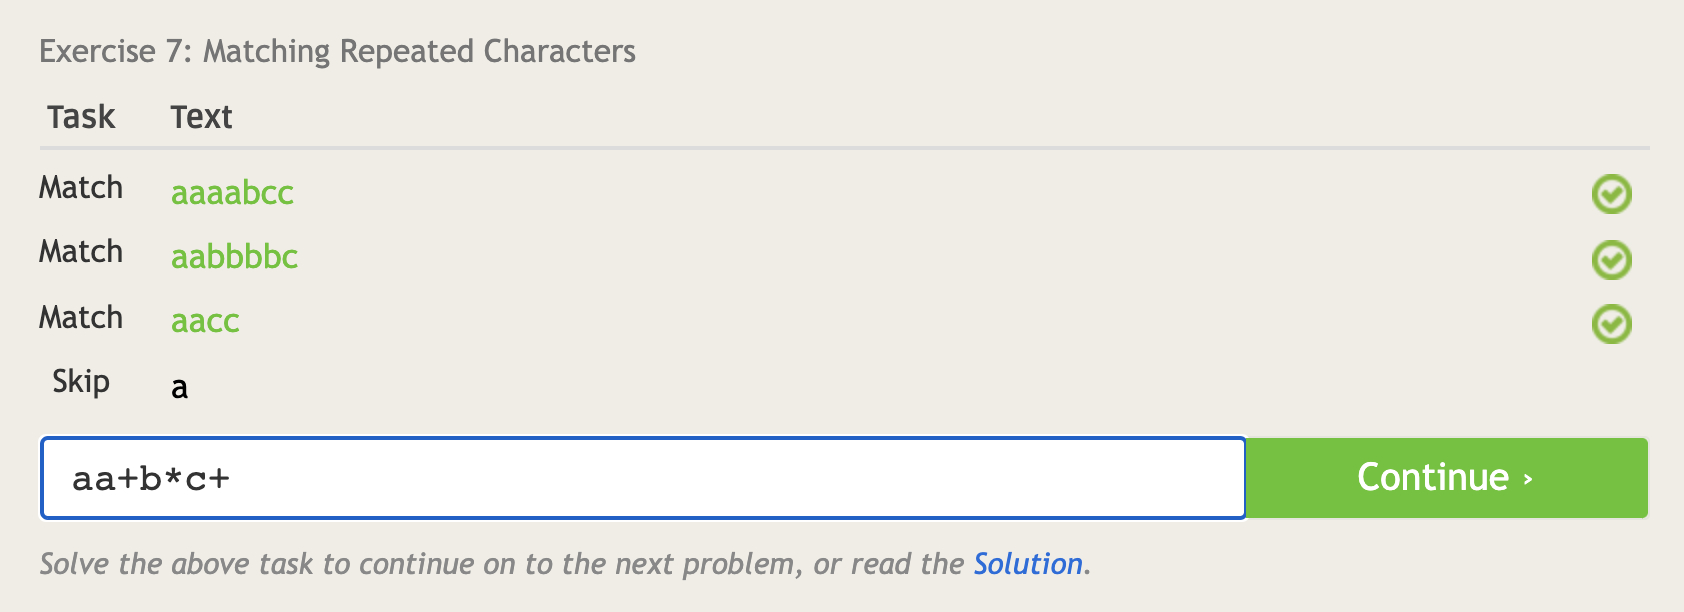 Exercise 7: Matching Repeated Characters
Task Text
Match aaaabcc
Match aabbbbc
Match aacc
Skip a
aa+b*c+
Continue ›
Solve the above task to continue on to the next problem, or read the Solution.